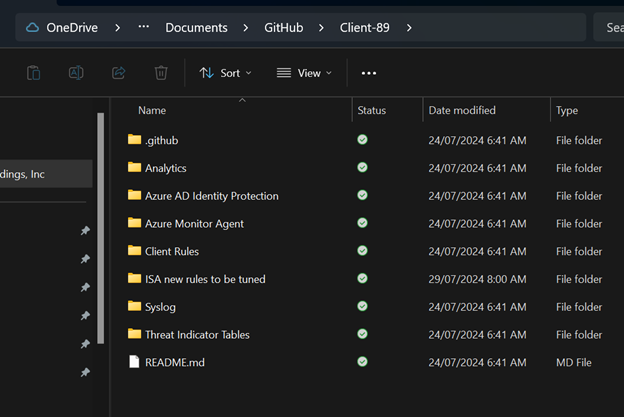 OneDrive > ··· Documents > GitHub > Client-89 > Sea
Sort View ···
Name Status Date modified Type
.github 24/07/2024 6:41 AM File folder
dings, Inc
Analytics 24/07/2024 6:41 AM File folder
Azure AD Identity Protection 24/07/2024 6:41 AM File folder
Azure Monitor Agent 24/07/2024 6:41 AM File folder
Client Rules 24/07/2024 6:41 AM File folder
ISA new rules to be tuned 29/07/2024 8:00 AM File folder
Syslog 24/07/2024 6:41 AM File folder
Threat Indicator Tables 24/07/2024 6:41 AM File folder
README.md 24/07/2024 6:41 AM MD File